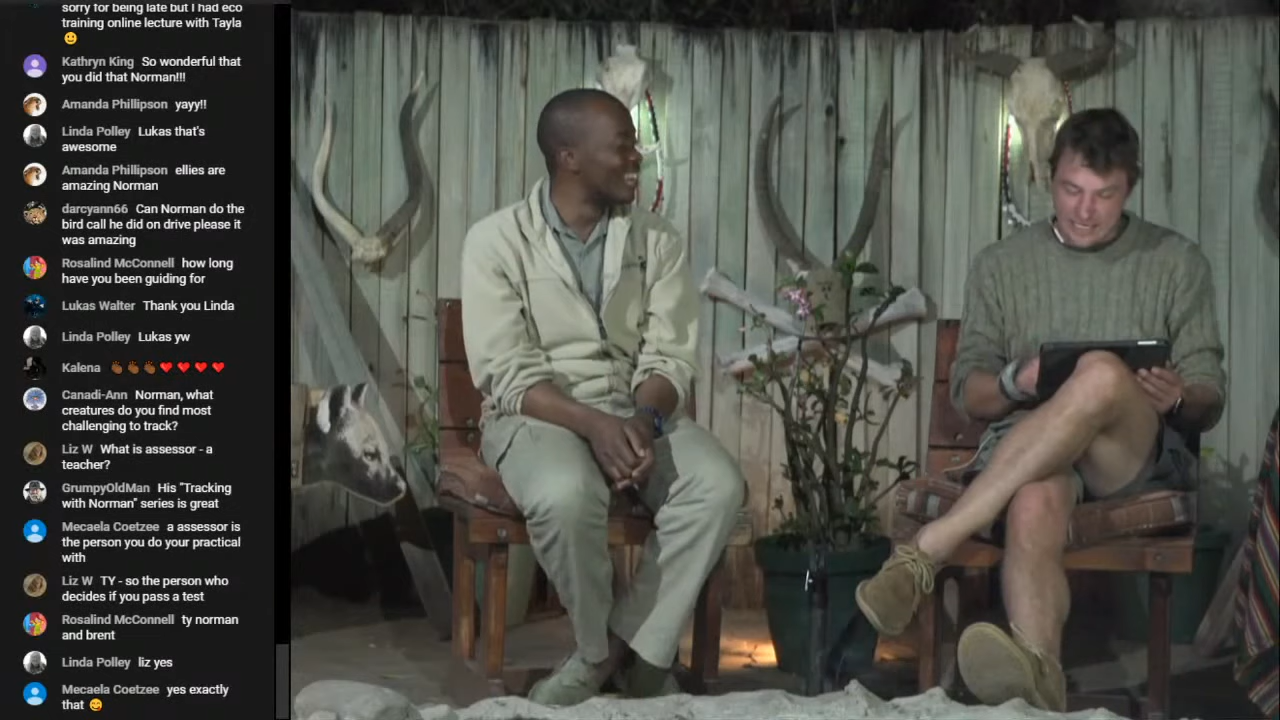 sorry for being late but I had eco
training online lecture with Tayla
🙂
Kathryn King So wonderful that
you did that Norman!!!
Amanda Phillipson yayy!!
Linda Polley Lukas that's
awesome
Amanda Phillipson ellies are
amazing Norman
darcyann66 Can Norman do the
bird call he did on drive please it
was amazing
Rosalind McConnell how long
have you been guiding for
Lukas Walter Thank you Linda
Linda Polley Lukas yw
Kalena 👏🏾👏🏾👏🏾❤️❤️❤️❤️
Canadi-Ann Norman, what
creatures do you find most
challenging to track?
Liz W What is assessor - a
teacher?
GrumpyOldMan His "Tracking
with Norman" series is great
Mecaela Coetzee a assessor is
the person you do your practical
with
Liz W TY - so the person who
decides if you pass a test
Rosalind McConnell ty norman
and brent
Linda Polley liz yes
Mecaela Coetzee yes exactly
that 😋